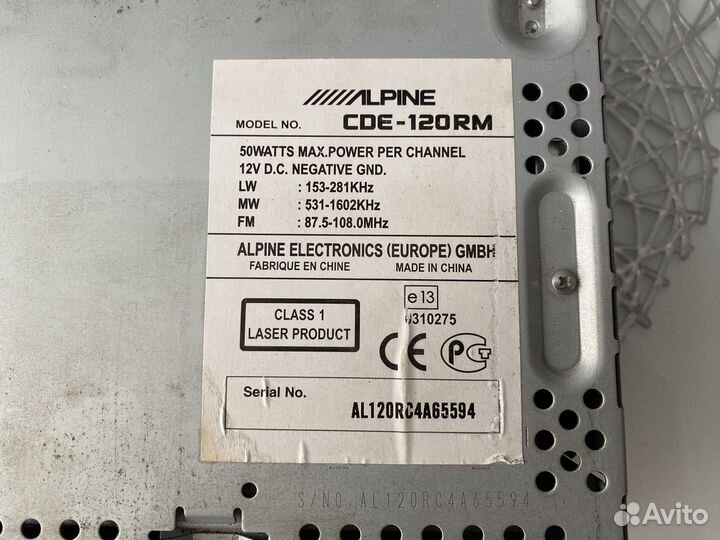 ALPINE
MODEL NO. CDE-120RM
50WATTS MAX.POWER PER CHANNEL
12V D.C. NEGATIVE GND.
LW : 153-281KHz
MW : 531-1602KHz
FM : 87.5-108.0MHz
ALPINE ELECTRONICS (EUROPE) GMBH
FABRIQUE EN CHINE MADE IN CHINA
CLASS 1
LASER PRODUCT
e13
0310275
CE PCT
Serial No.
AL120RC4A65594
S/NO.AL120RC4A65594
Avito